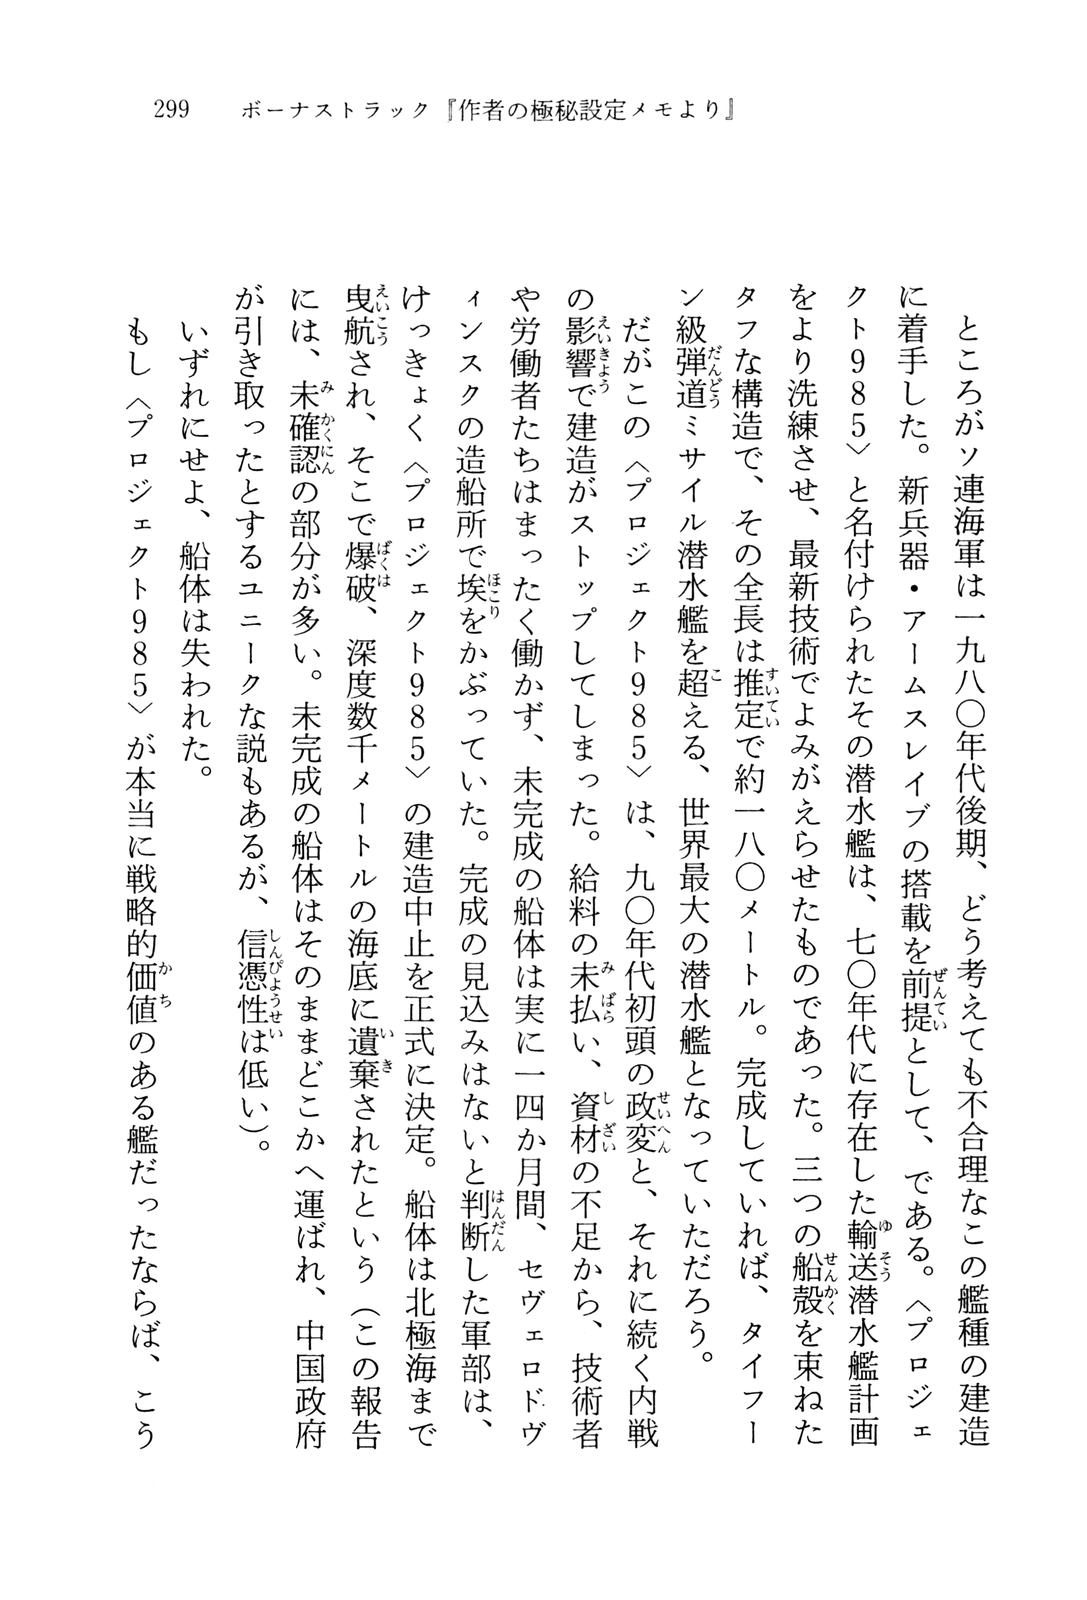 299　ボーナストラック『作者の極秘設定メモより』
　ところがソ連海軍は一九八〇年代後期、どう考えても不合理なこの艦種の建造
に着手した。新兵器・アームスレイブの搭載を前提として、である。〈プロジェ
クト９８５〉と名付けられたその潜水艦は、七〇年代に存在した輸送潜水艦計画
をより洗練させ、最新技術でよみがえらせたものであった。三つの船殻を束ねた
タフな構造で、その全長は推定で約一八〇メートル。完成していれば、タイフー
ン級弾道ミサイル潜水艦を超える、世界最大の潜水艦となっていただろう。
　だがこの〈プロジェクト９８５〉は、九〇年代初頭の政変と、それに続く内戦
の影響で建造がストップしてしまった。給料の未払い、資材の不足から、技術者
や労働者たちはまったく働かず、未完成の船体は実に一四か月間、セヴェロドヴ
ィンスクの造船所で埃をかぶっていた。完成の見込みはないと判断した軍部は、
けっきょく〈プロジェクト９８５〉の建造中止を正式に決定。船体は北極海まで
曳航され、そこで爆破、深度数千メートルの海底に遺棄されたという（この報告
には、未確認の部分が多い。未完成の船体はそのままどこかへ運ばれ、中国政府
が引き取ったとするユニークな説もあるが、信憑性は低い）。
　いずれにせよ、船体は失われた。
　もし〈プロジェクト９８５〉が本当に戦略的価値のある艦だったならば、こう